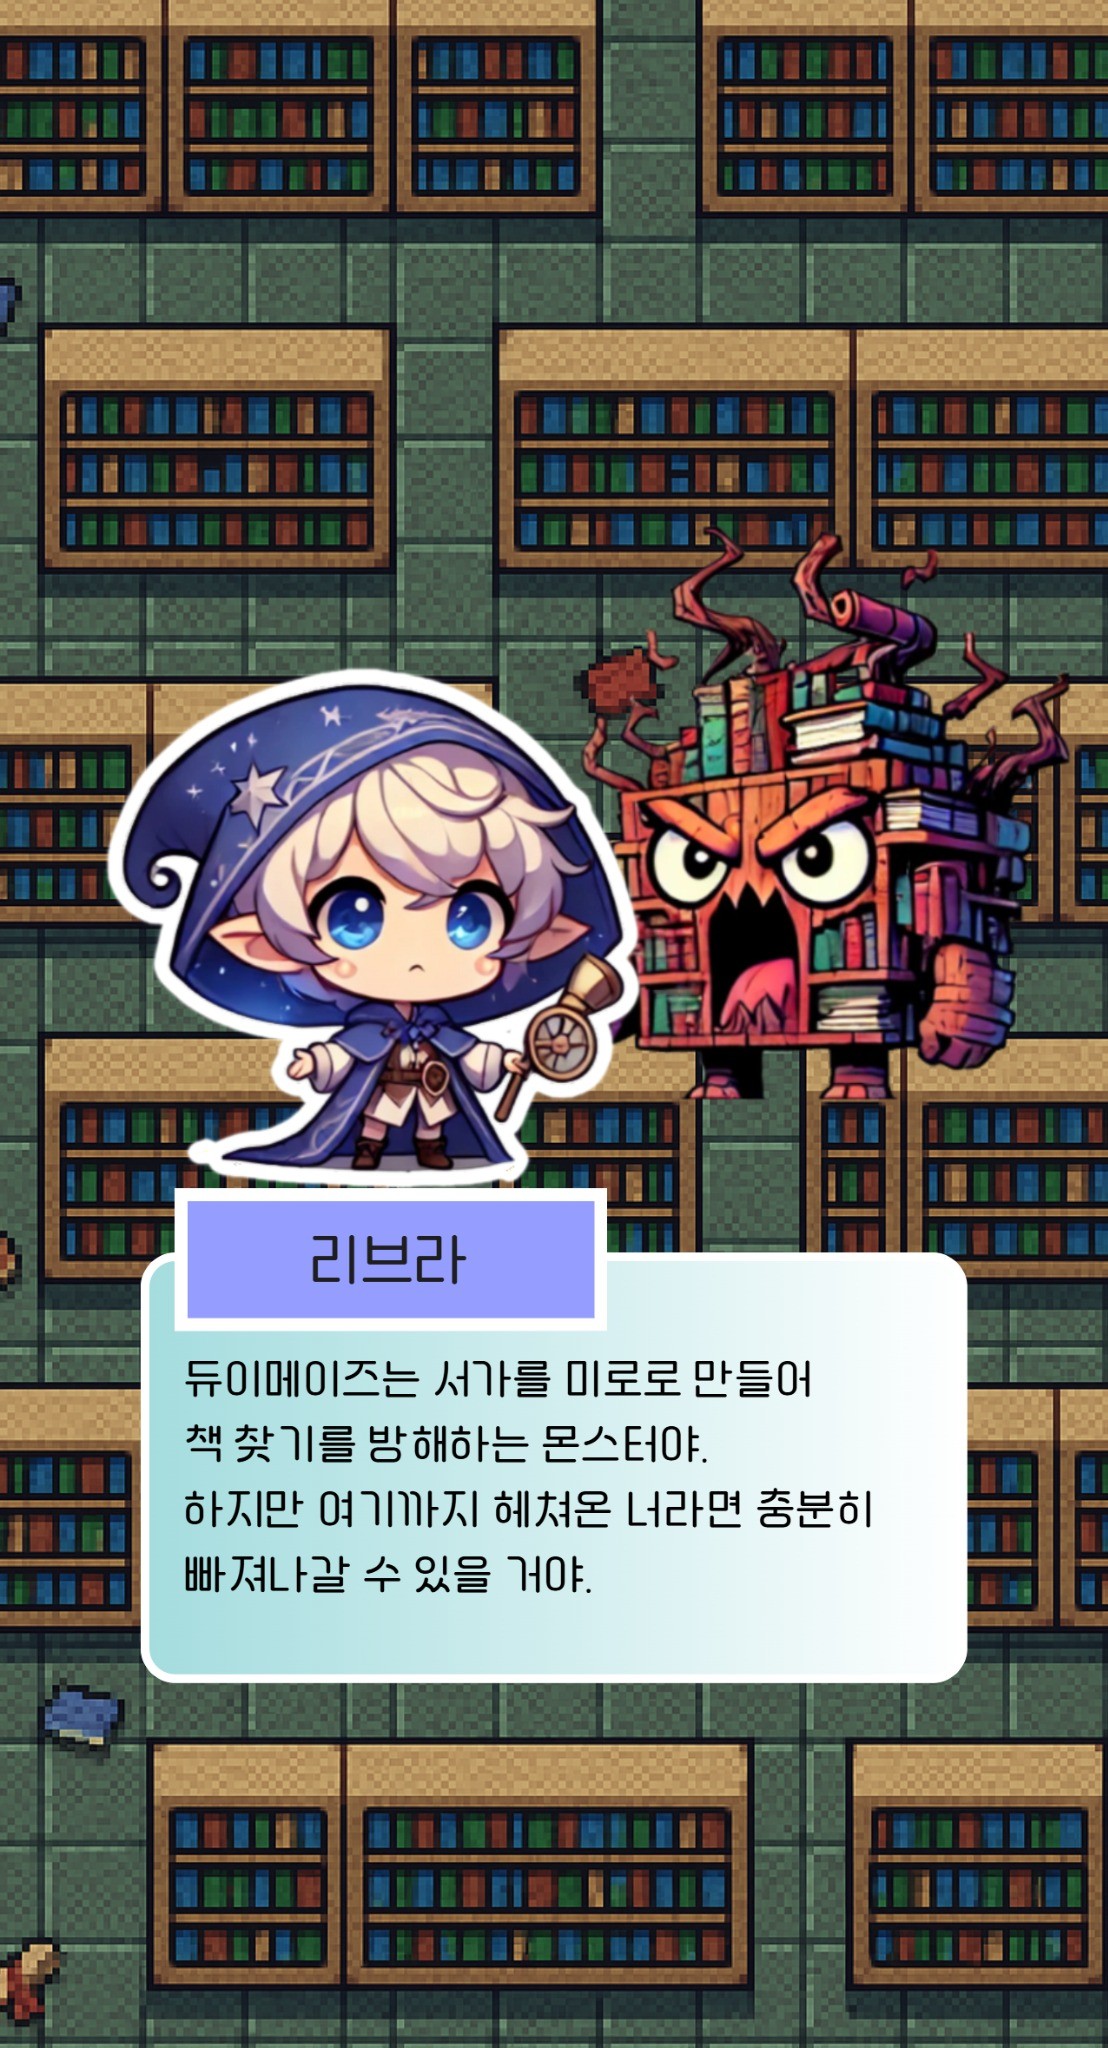 리브라
듀이메이즈는 서가를 미로로 만들어
책 찾기를 방해하는 몬스터야.
하지만 여기까지 헤쳐온 너라면 충분히
빠져나갈 수 있을 거야.